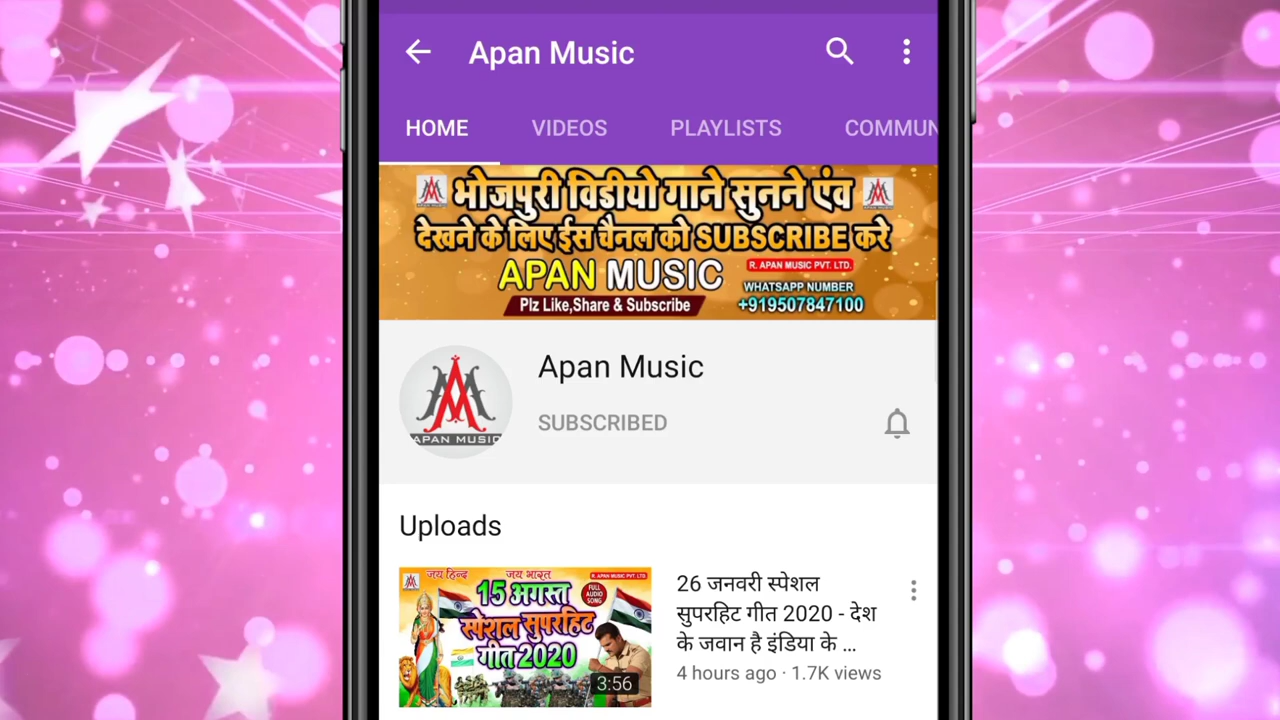 Apan Music
HOME VIDEOS PLAYLISTS COMMUN
भोजपुरी विडीयो गाने सुनने एंव
देखने के लिए ईस चैनल को SUBSCRIBE करे
APAN MUSIC
R. APAN MUSIC PVT. LTD.
WHATSAPP NUMBER
Plz Like,Share & Subscribe
+919507847100
Apan Music
SUBSCRIBED
APAN MUSIC
Uploads
जय हिन्द जय भारत
R. APAN MUSIC PVT. LTD
15 अगस्त
FULL
AUDIO
SONG
स्पेशल सुपरहिट
गीत 2020
3:56
26 जनवरी स्पेशल
सुपरहिट गीत 2020 - देश
के जवान है इंडिया के ...
4 hours ago · 1.7K views